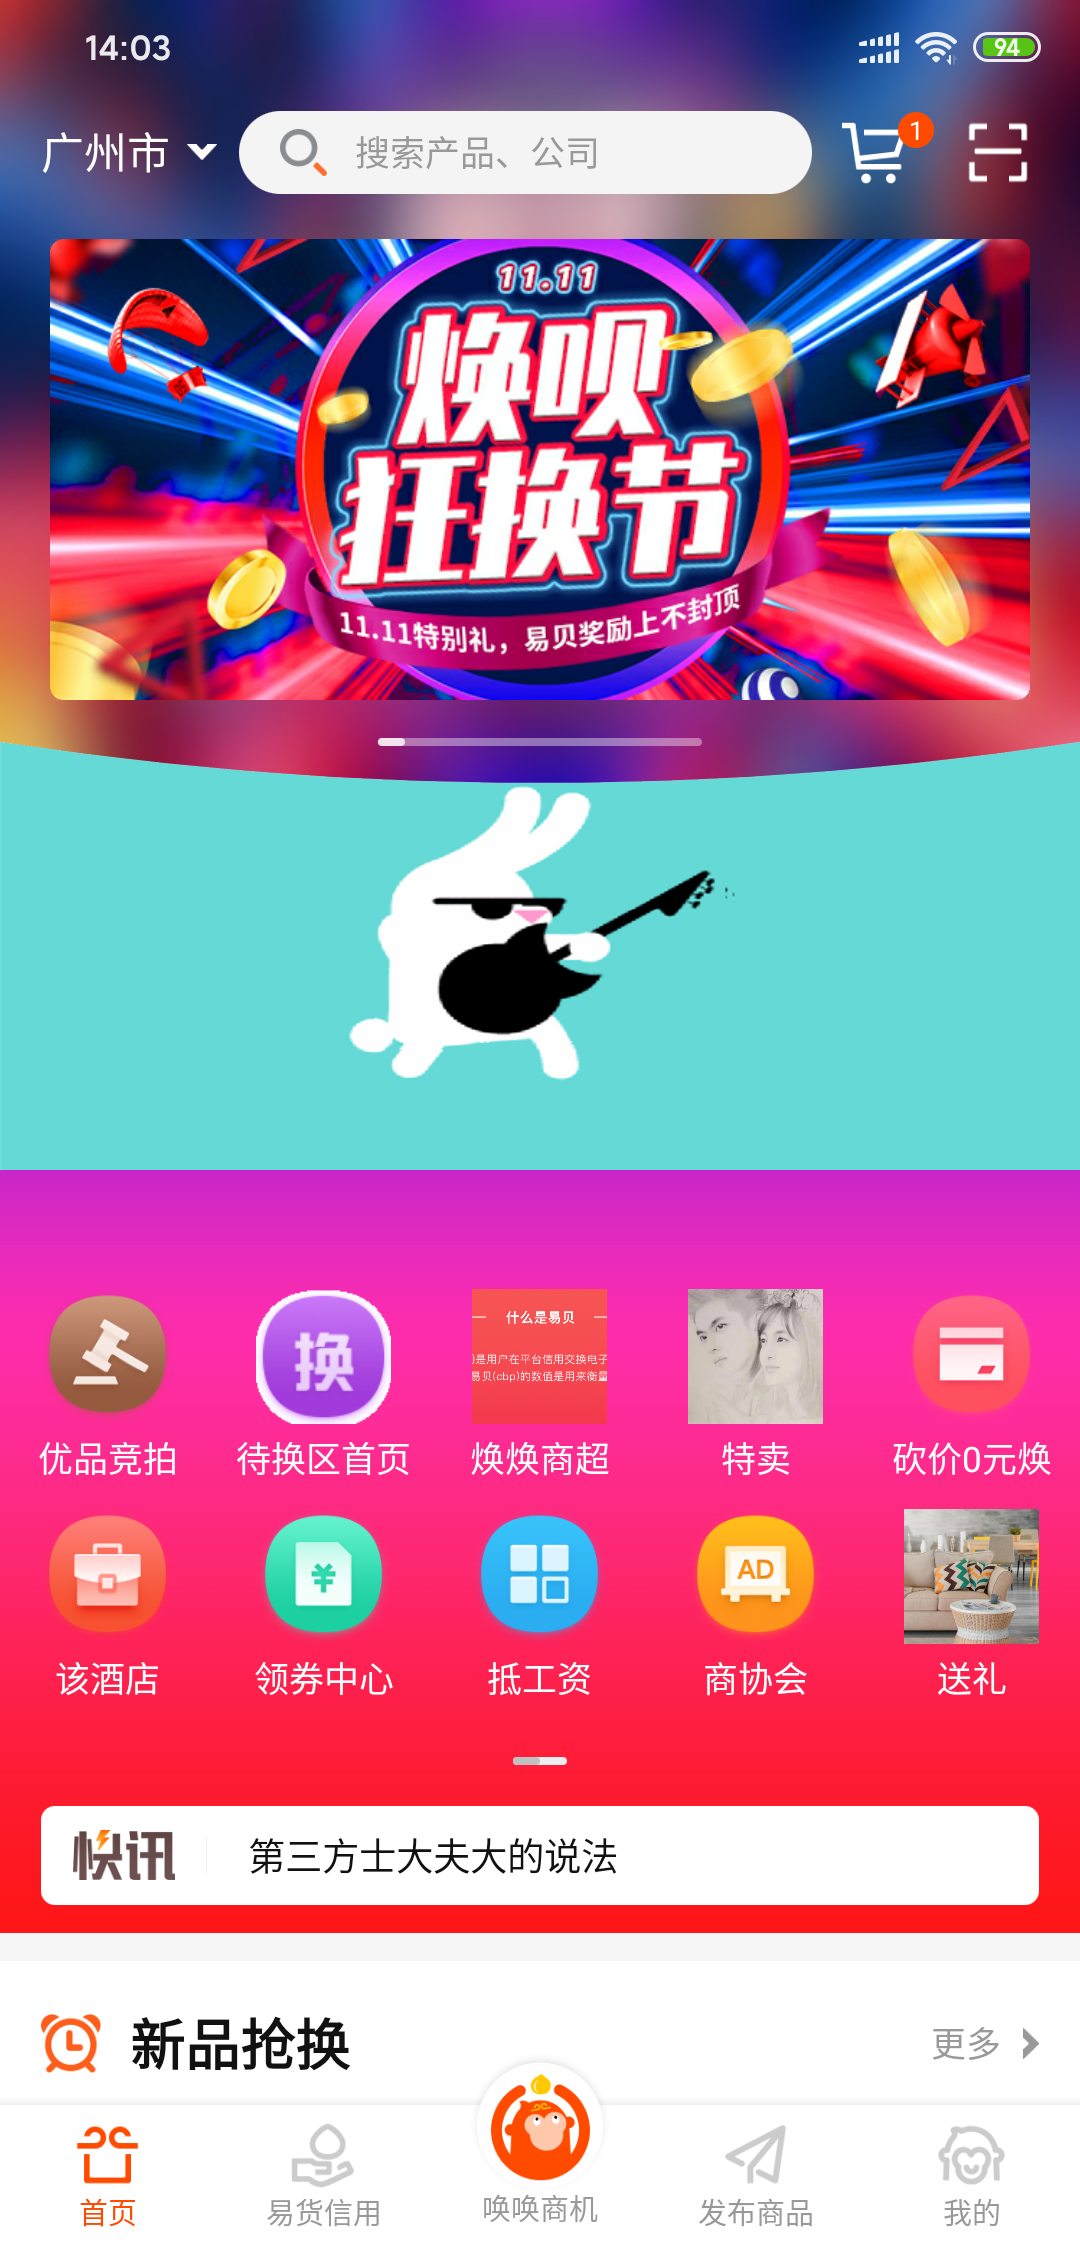 14:03
94
广州市
搜索产品、公司
1
11.11
焕呗
狂换节
11.11特别礼，易贝奖励上不封顶
换
什么是易贝
)是用户在平台信用交换电子
易贝(cbp)的数值是用来衡量
优品竞拍
待换区首页
焕焕商超
特卖
砍价0元焕
¥
AD
该酒店
领券中心
抵工资
商协会
送礼
快讯
第三方士大夫大的说法
新品抢换
更多
首页
易货信用
唤唤商机
发布商品
我的